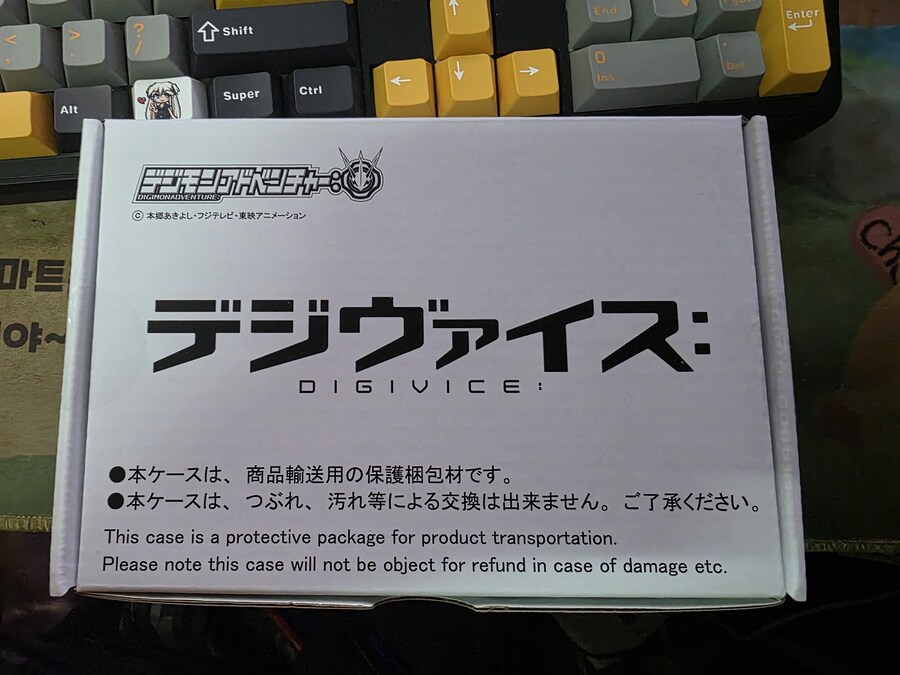 <
,
>
.
?
/
⇧ Shift
↑
End
Enter
←
↓
→
0
Ins
.
Del
Alt
Super
Ctrl
デジモンアドベンチャー:
DIGIMONADVENTURE:
© 本郷あきよし・フジテレビ・東映アニメーション
마트
야~
デジヴァイス:
DIGIVICE:
●本ケースは、商品輸送用の保護梱包材です。
●本ケースは、つぶれ、汚れ等による交換は出来ません。ご了承ください。
This case is a protective package for product transportation.
Please note this case will not be object for refund in case of damage etc.